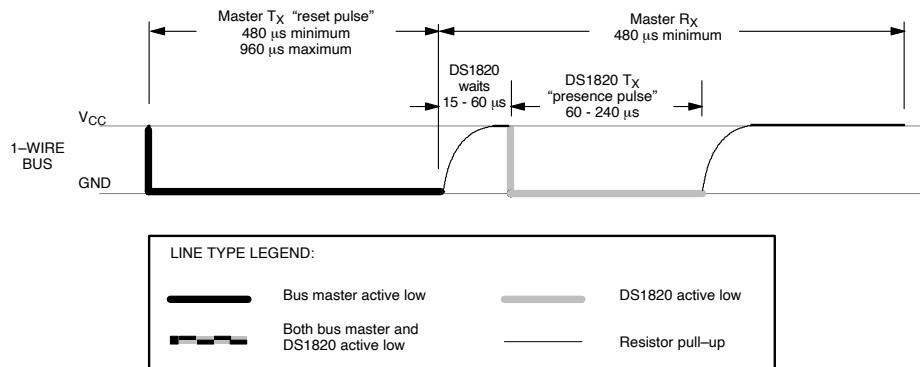 Master TX “reset pulse”
480 μs minimum
960 μs maximum
Master RX
480 μs minimum
DS1820
waits
15 - 60 μs
DS1820 TX
“presence pulse”
60 - 240 μs
VCC
1–WIRE
BUS
GND
LINE TYPE LEGEND:
Bus master active low
DS1820 active low
Both bus master and
DS1820 active low
Resistor pull–up